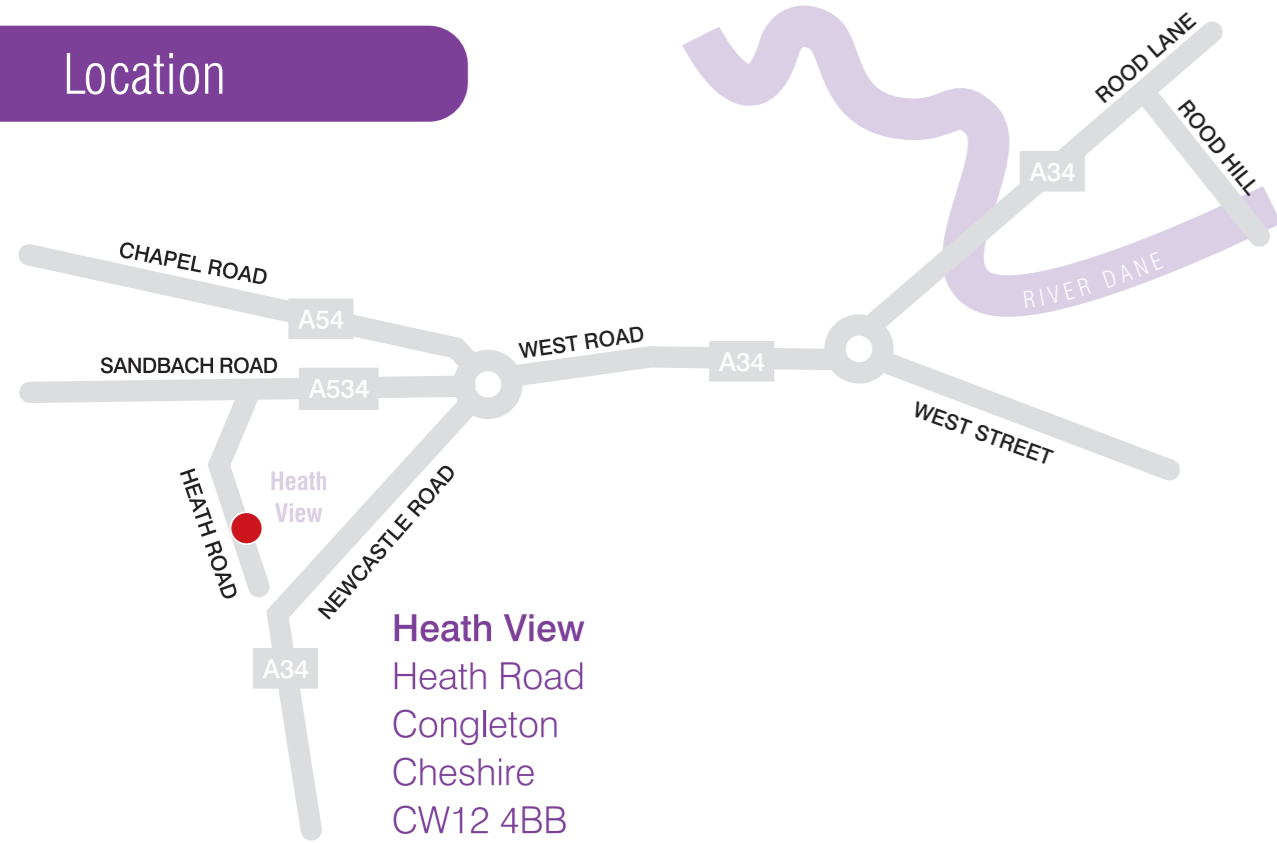 Location
ROOD LANE
ROOD HILL
A34
RIVER DANE
CHAPEL ROAD
A54
WEST ROAD
A34
SANDBACH ROAD
A534
WEST STREET
HEATH ROAD
Heath
View
NEWCASTLE ROAD
A34
Heath View
Heath Road
Congleton
Cheshire
CW12 4BB